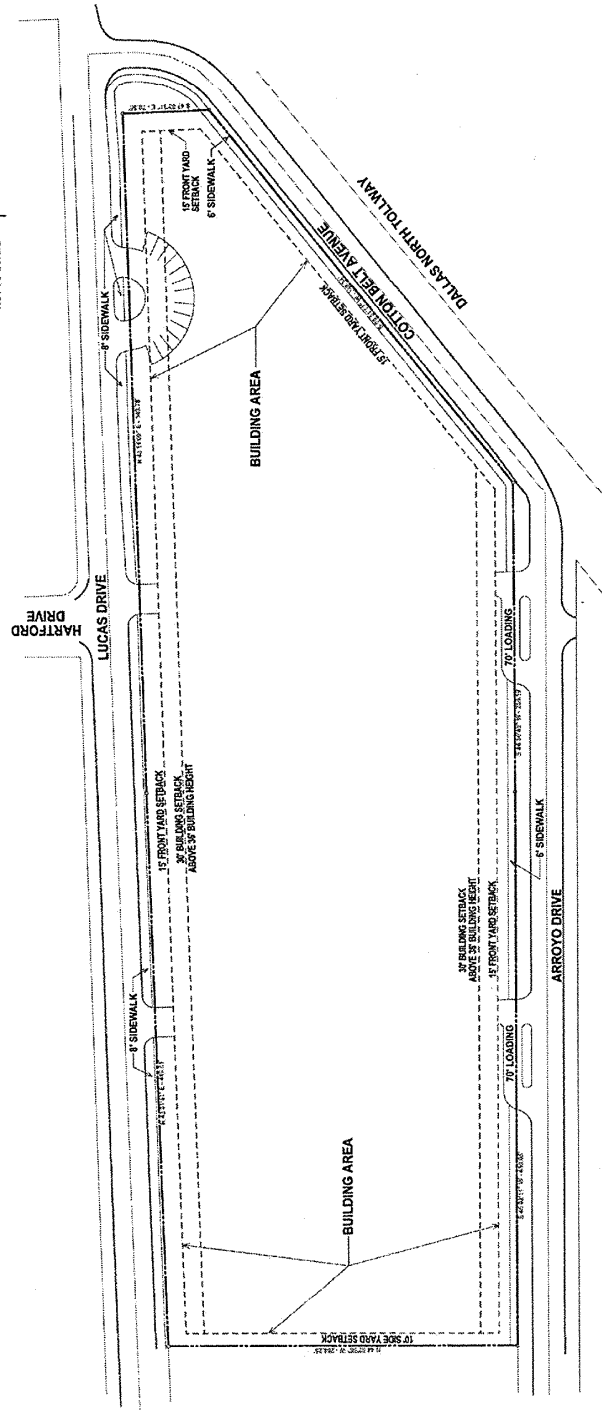 HARTFORD
DRIVE
LUCAS DRIVE
8' SIDEWALK
15' FRONT YARD
SETBACK
6' SIDEWALK
COTTON BELT AVENUE
15' FRONT YARD SETBACK
DALLAS NORTH TOLLWAY
BUILDING AREA
15' FRONT YARD SETBACK
30' BUILDING SETBACK
ABOVE 36' BUILDING HEIGHT
8' SIDEWALK
BUILDING AREA
10' SIDE YARD SETBACK
30' BUILDING SETBACK
ABOVE 36' BUILDING HEIGHT
15' FRONT YARD SETBACK
70' LOADING
70' LOADING
6' SIDEWALK
ARROYO DRIVE